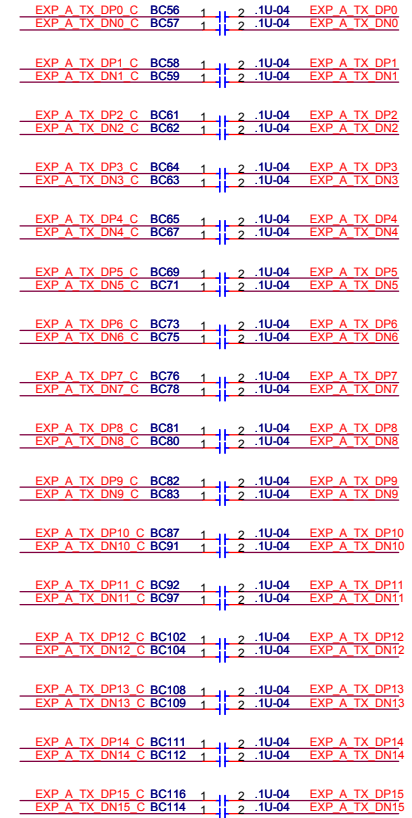 EXP_A_TX_DP0_C BC56 1 2 .1U-04 EXP_A_TX_DP0
EXP_A_TX_DN0_C BC57 1 2 .1U-04 EXP_A_TX_DN0
EXP_A_TX_DP1_C BC58 1 2 .1U-04 EXP_A_TX_DP1
EXP_A_TX_DN1_C BC59 1 2 .1U-04 EXP_A_TX_DN1
EXP_A_TX_DP2_C BC61 1 2 .1U-04 EXP_A_TX_DP2
EXP_A_TX_DN2_C BC62 1 2 .1U-04 EXP_A_TX_DN2
EXP_A_TX_DP3_C BC64 1 2 .1U-04 EXP_A_TX_DP3
EXP_A_TX_DN3_C BC63 1 2 .1U-04 EXP_A_TX_DN3
EXP_A_TX_DP4_C BC65 1 2 .1U-04 EXP_A_TX_DP4
EXP_A_TX_DN4_C BC67 1 2 .1U-04 EXP_A_TX_DN4
EXP_A_TX_DP5_C BC69 1 2 .1U-04 EXP_A_TX_DP5
EXP_A_TX_DN5_C BC71 1 2 .1U-04 EXP_A_TX_DN5
EXP_A_TX_DP6_C BC73 1 2 .1U-04 EXP_A_TX_DP6
EXP_A_TX_DN6_C BC75 1 2 .1U-04 EXP_A_TX_DN6
EXP_A_TX_DP7_C BC76 1 2 .1U-04 EXP_A_TX_DP7
EXP_A_TX_DN7_C BC78 1 2 .1U-04 EXP_A_TX_DN7
EXP_A_TX_DP8_C BC81 1 2 .1U-04 EXP_A_TX_DP8
EXP_A_TX_DN8_C BC80 1 2 .1U-04 EXP_A_TX_DN8
EXP_A_TX_DP9_C BC82 1 2 .1U-04 EXP_A_TX_DP9
EXP_A_TX_DN9_C BC83 1 2 .1U-04 EXP_A_TX_DN9
EXP_A_TX_DP10_C BC87 1 2 .1U-04 EXP_A_TX_DP10
EXP_A_TX_DN10_C BC91 1 2 .1U-04 EXP_A_TX_DN10
EXP_A_TX_DP11_C BC92 1 2 .1U-04 EXP_A_TX_DP11
EXP_A_TX_DN11_C BC97 1 2 .1U-04 EXP_A_TX_DN11
EXP_A_TX_DP12_C BC102 1 2 .1U-04 EXP_A_TX_DP12
EXP_A_TX_DN12_C BC104 1 2 .1U-04 EXP_A_TX_DN12
EXP_A_TX_DP13_C BC108 1 2 .1U-04 EXP_A_TX_DP13
EXP_A_TX_DN13_C BC109 1 2 .1U-04 EXP_A_TX_DN13
EXP_A_TX_DP14_C BC111 1 2 .1U-04 EXP_A_TX_DP14
EXP_A_TX_DN14_C BC112 1 2 .1U-04 EXP_A_TX_DN14
EXP_A_TX_DP15_C BC116 1 2 .1U-04 EXP_A_TX_DP15
EXP_A_TX_DN15_C BC114 1 2 .1U-04 EXP_A_TX_DN15